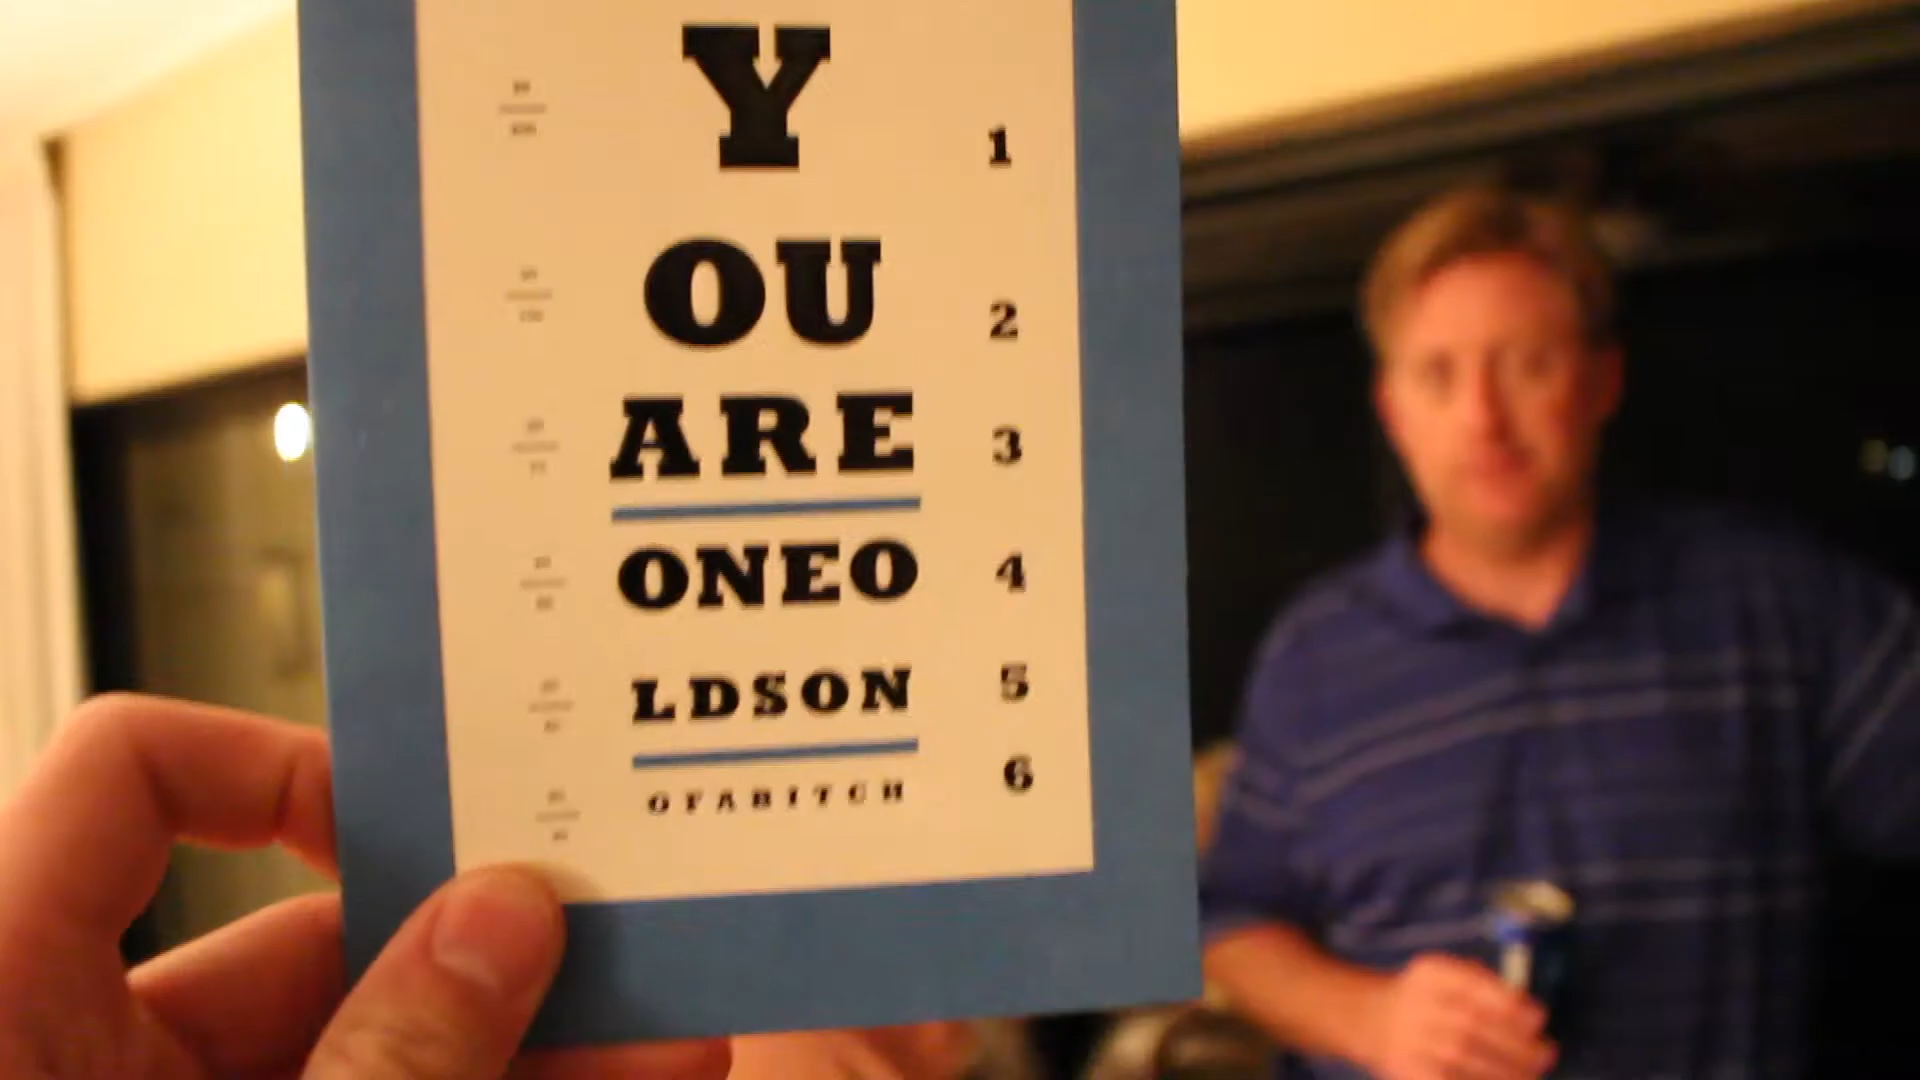 Y 1
OU 2
ARE 3
ONEO 4
LDSON 5
OFABITCH 6